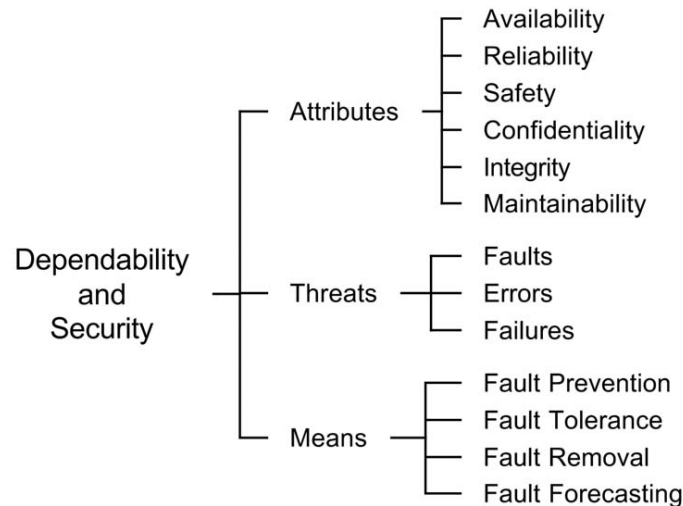 Dependability
and
Security
Attributes
Availability
Reliability
Safety
Confidentiality
Integrity
Maintainability
Threats
Faults
Errors
Failures
Means
Fault Prevention
Fault Tolerance
Fault Removal
Fault Forecasting